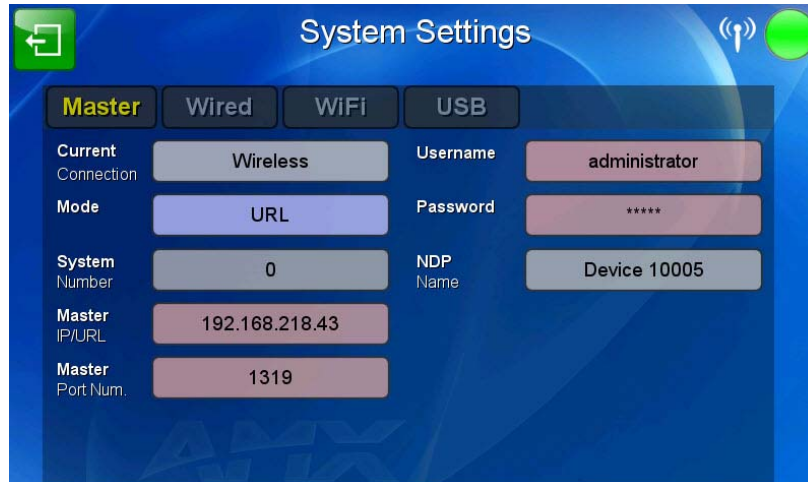 System Settings
Master Wired WiFi USB
Current Connection Wireless
Username administrator
Mode URL
Password *****
System Number 0
NDP Name Device 10005
Master IP/URL 192.168.218.43
Master Port Num. 1319
AMX